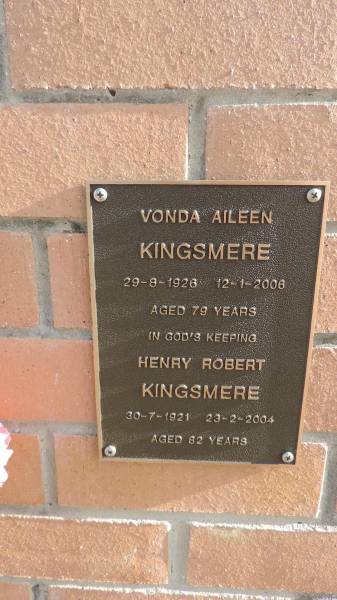 VONDA AILEEN
KINGSMERE
29-8-1926 12-1-2006
AGED 79 YEARS
IN GOD'S KEEPING
HENRY ROBERT
KINGSMERE
30-7-1921 23-2-2004
AGED 82 YEARS